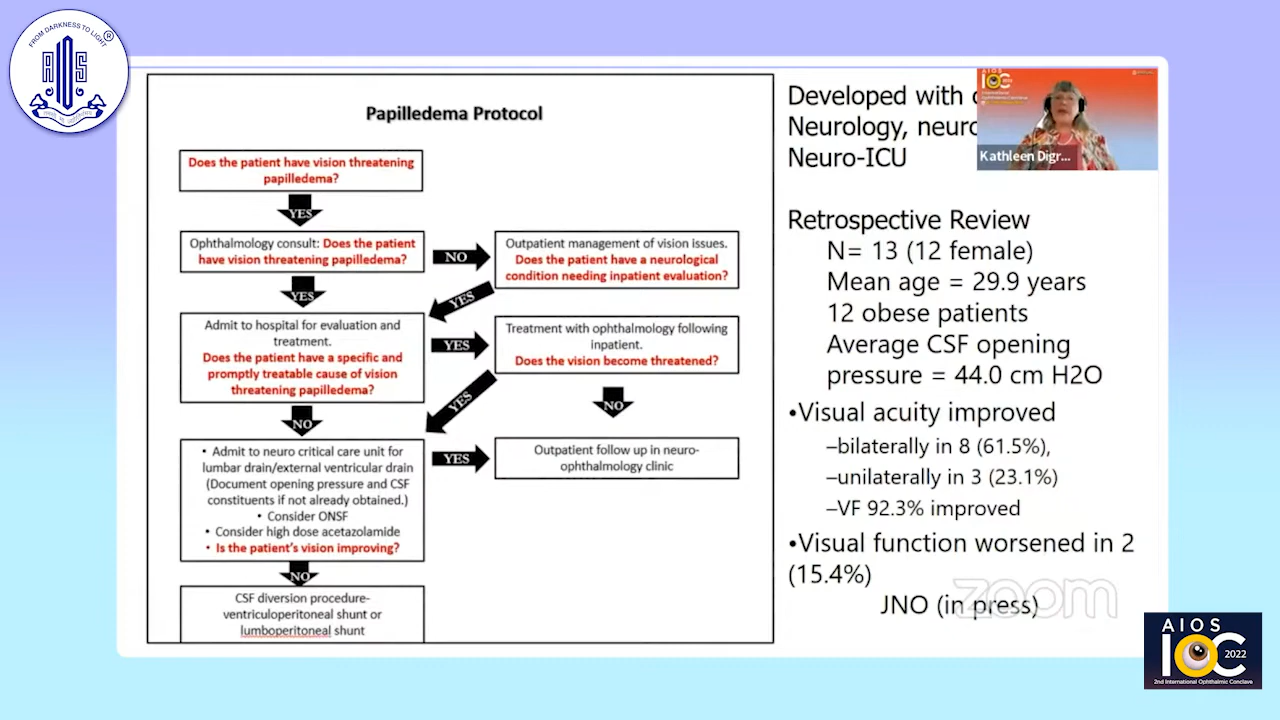 FROM DARKNESS TO LIGHT
AIOS
Papilledema Protocol
Does the patient have vision threatening
papilledema?
YES
Ophthalmology consult: Does the patient
have vision threatening papilledema?
NO
Outpatient management of vision issues.
Does the patient have a neurological
condition needing inpatient evaluation?
YES
YES
Admit to hospital for evaluation and
treatment.
Does the patient have a specific and
promptly treatable cause of vision
threatening papilledema?
YES
Treatment with ophthalmology following
inpatient.
Does the vision become threatened?
NO
YES
NO
• Admit to neuro critical care unit for
lumbar drain/external ventricular drain
(Document opening pressure and CSF
constituents if not already obtained.)
• Consider ONSF
• Consider high dose acetazolamide
• Is the patient's vision improving?
YES
Outpatient follow up in neuro-
ophthalmology clinic
NO
CSF diversion procedure-
ventriculoperitoneal shunt or
lumboperitoneal shunt
Developed with
Neurology,
Neuro-ICU
Kathleen Digr...
Retrospective Review
N= 13 (12 female)
Mean age = 29.9 years
12 obese patients
Average CSF opening
pressure = 44.0 cm H2O
•Visual acuity improved
–bilaterally in 8 (61.5%),
–unilaterally in 3 (23.1%)
–VF 92.3% improved
•Visual function worsened in 2
(15.4%)
JNO (in press)
zoom
AIOS
IOC
2022
2nd International Ophthalmic Conclave